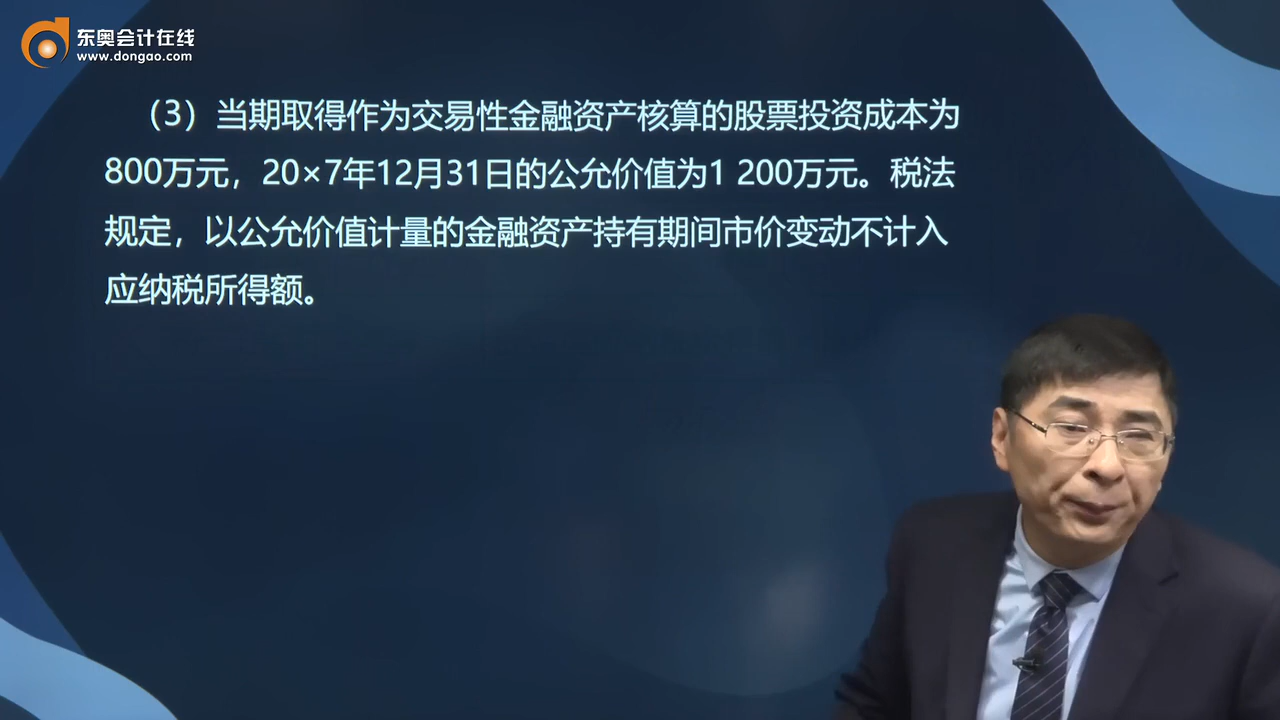 东奥会计在线
www.dongao.com
（3）当期取得作为交易性金融资产核算的股票投资成本为
800万元，20×7年12月31日的公允价值为1 200万元。税法
规定，以公允价值计量的金融资产持有期间市价变动不计入
应纳税所得额。